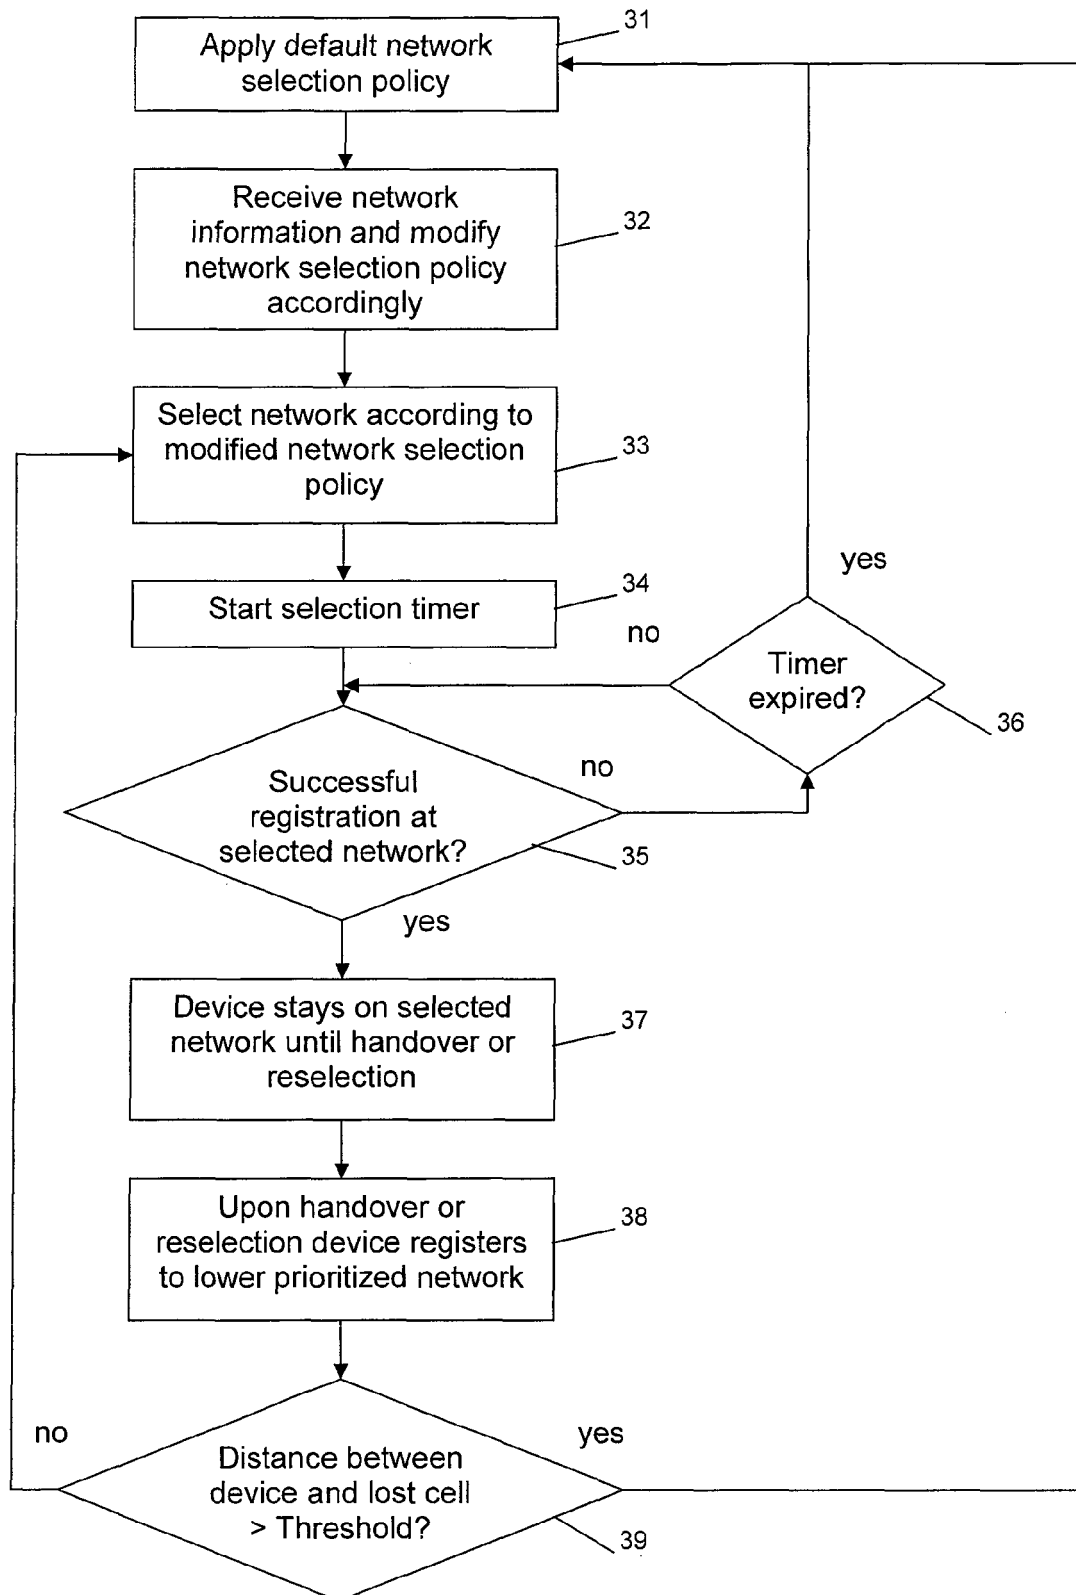 Apply default network
selection policy
31
Receive network
information and modify
network selection policy
accordingly
32
Select network according to
modified network selection
policy
33
Start selection timer
34
yes
no
Timer
expired?
36
Successful
registration at
selected network?
no
35
yes
Device stays on selected
network until handover or
reselection
37
Upon handover or
reselection device registers
to lower prioritized network
38
no
yes
Distance between
device and lost cell
> Threshold?
39